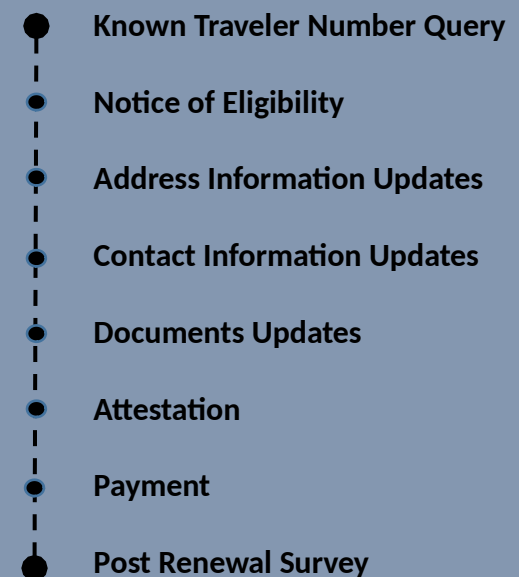 Known Traveler Number Query
Notice of Eligibility
Address Information Updates
Contact Information Updates
Documents Updates
Attestation
Payment
Post Renewal Survey